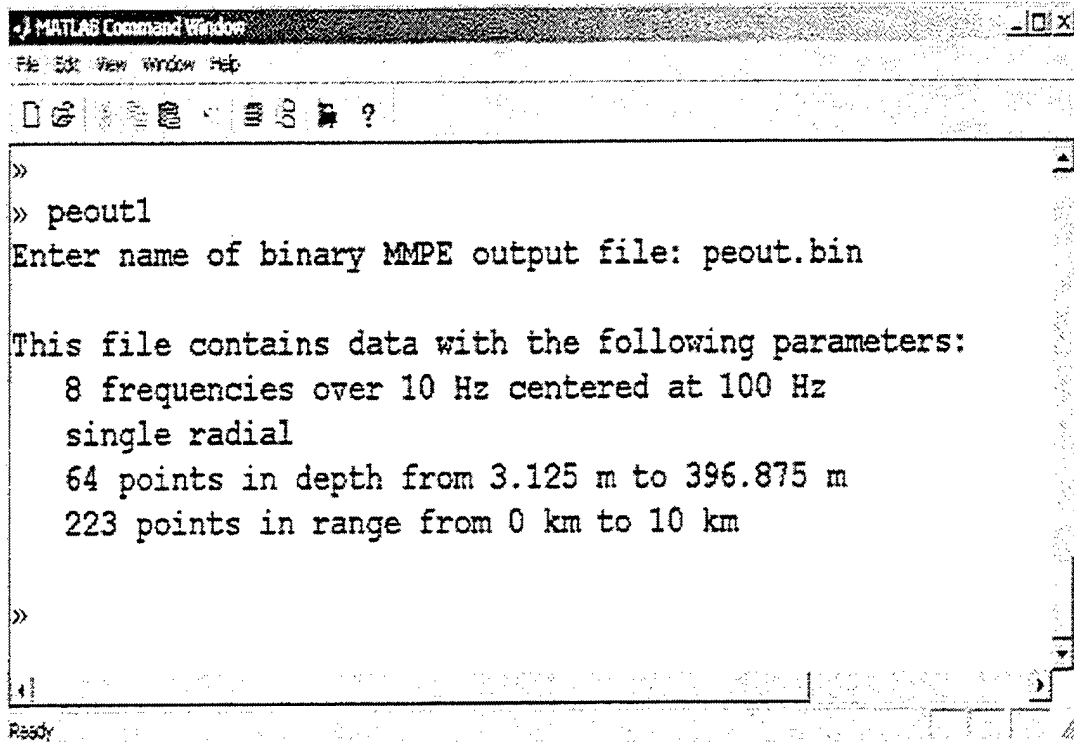 MATLAB Command Window
File Edit View Window Help
?
»
» peout1
Enter name of binary MMPE output file: peout.bin
This file contains data with the following parameters:
8 frequencies over 10 Hz centered at 100 Hz
single radial
64 points in depth from 3.125 m to 396.875 m
223 points in range from 0 km to 10 km
»
Ready